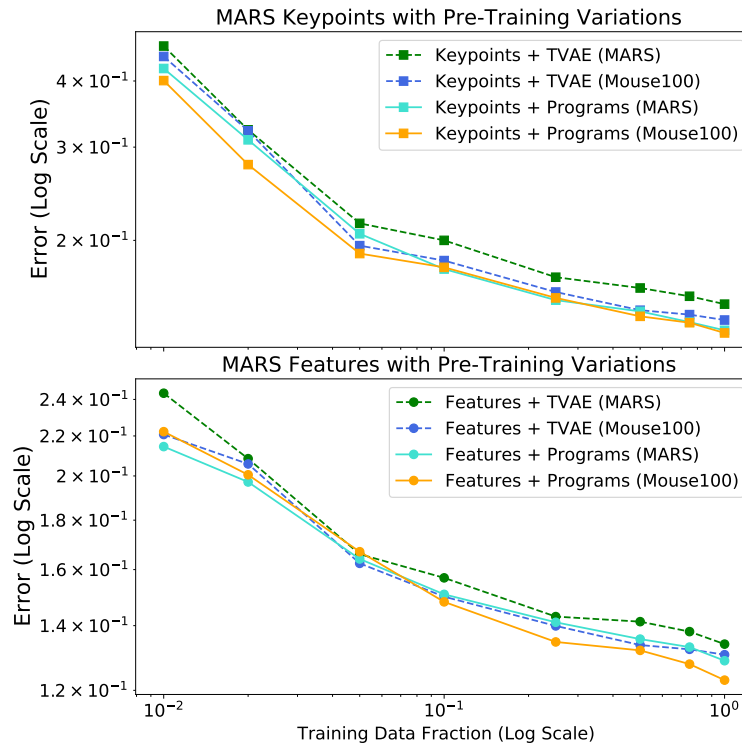 MARS Keypoints with Pre-Training Variations
Error (Log Scale)
4 × 10⁻¹
3 × 10⁻¹
2 × 10⁻¹
Keypoints + TVAE (MARS)
Keypoints + TVAE (Mouse100)
Keypoints + Programs (MARS)
Keypoints + Programs (Mouse100)
MARS Features with Pre-Training Variations
Error (Log Scale)
2.4 × 10⁻¹
2.2 × 10⁻¹
2 × 10⁻¹
1.8 × 10⁻¹
1.6 × 10⁻¹
1.4 × 10⁻¹
1.2 × 10⁻¹
Features + TVAE (MARS)
Features + TVAE (Mouse100)
Features + Programs (MARS)
Features + Programs (Mouse100)
10⁻² 10⁻¹ 10⁰
Training Data Fraction (Log Scale)